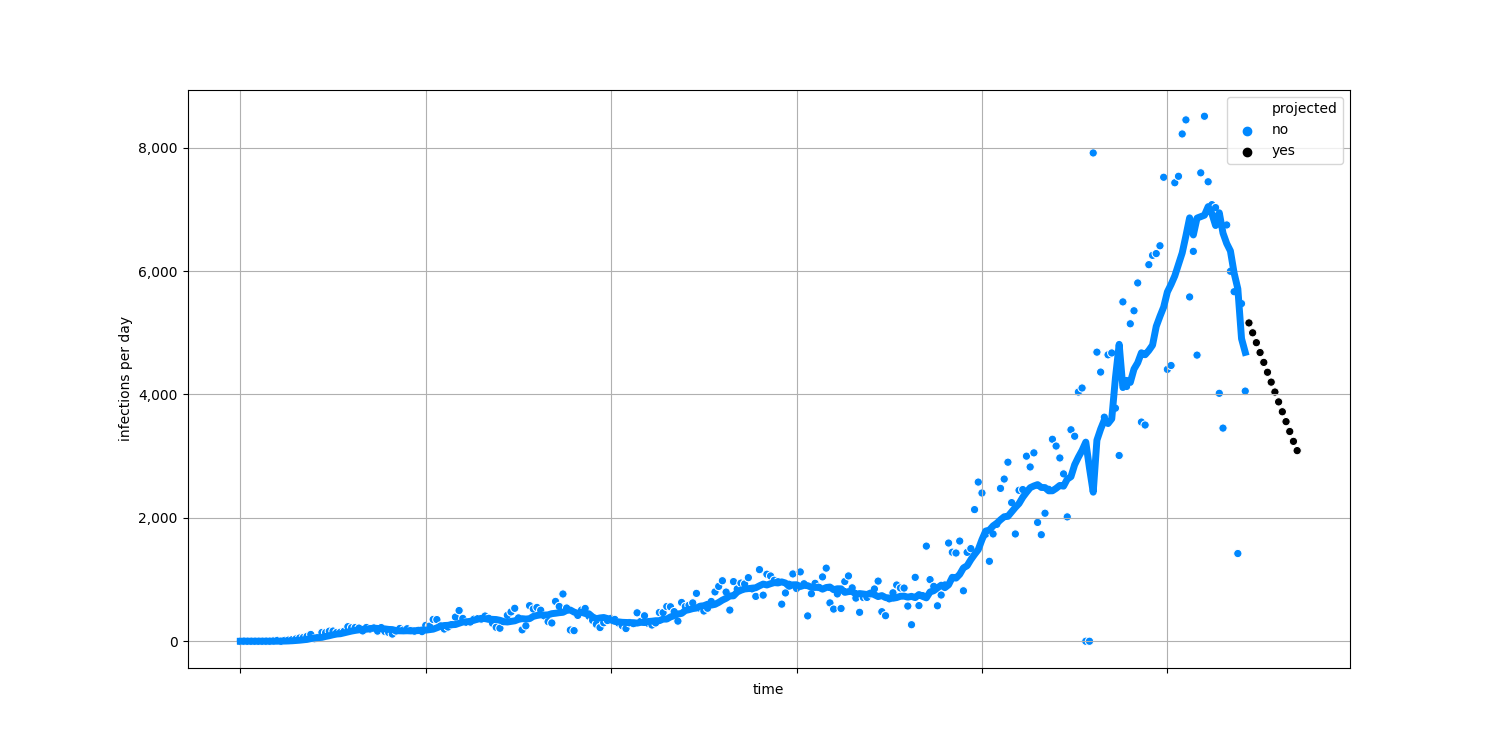 projected
no
yes
8,000
6,000
4,000
2,000
0
infections per day
time